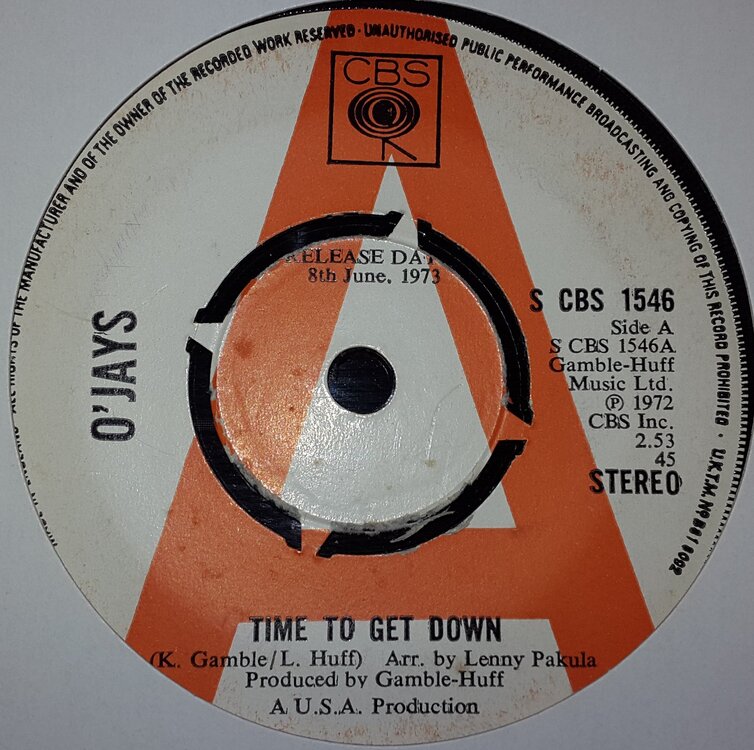 ALL RIGHTS OF THE MANUFACTURER AND OF THE OWNER OF THE RECORDED WORK RESERVED · UNAUTHORISED PUBLIC PERFORMANCE BROADCASTING AND COPYING OF THIS RECORD PROHIBITED ·
CBS
RELEASE DAT
8th June, 1973
O'JAYS
S CBS 1546
Side A
S CBS 1546A
Gamble-Huff
Music Ltd.
℗ 1972
CBS Inc.
2.53
45
STEREO
TIME TO GET DOWN
(K. Gamble/L. Huff) Arr. by Lenny Pakula
Produced by Gamble-Huff
A U.S.A. Production